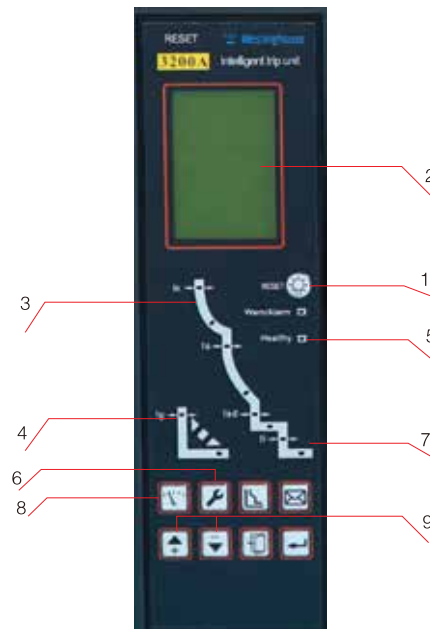 RESET Westinghouse
3200A Intelligent trip unit
2
1
RESET
Warn/Alarm
3
Healthy
5
Ir
4
Ig
Isd
Ii
7
6
8
9